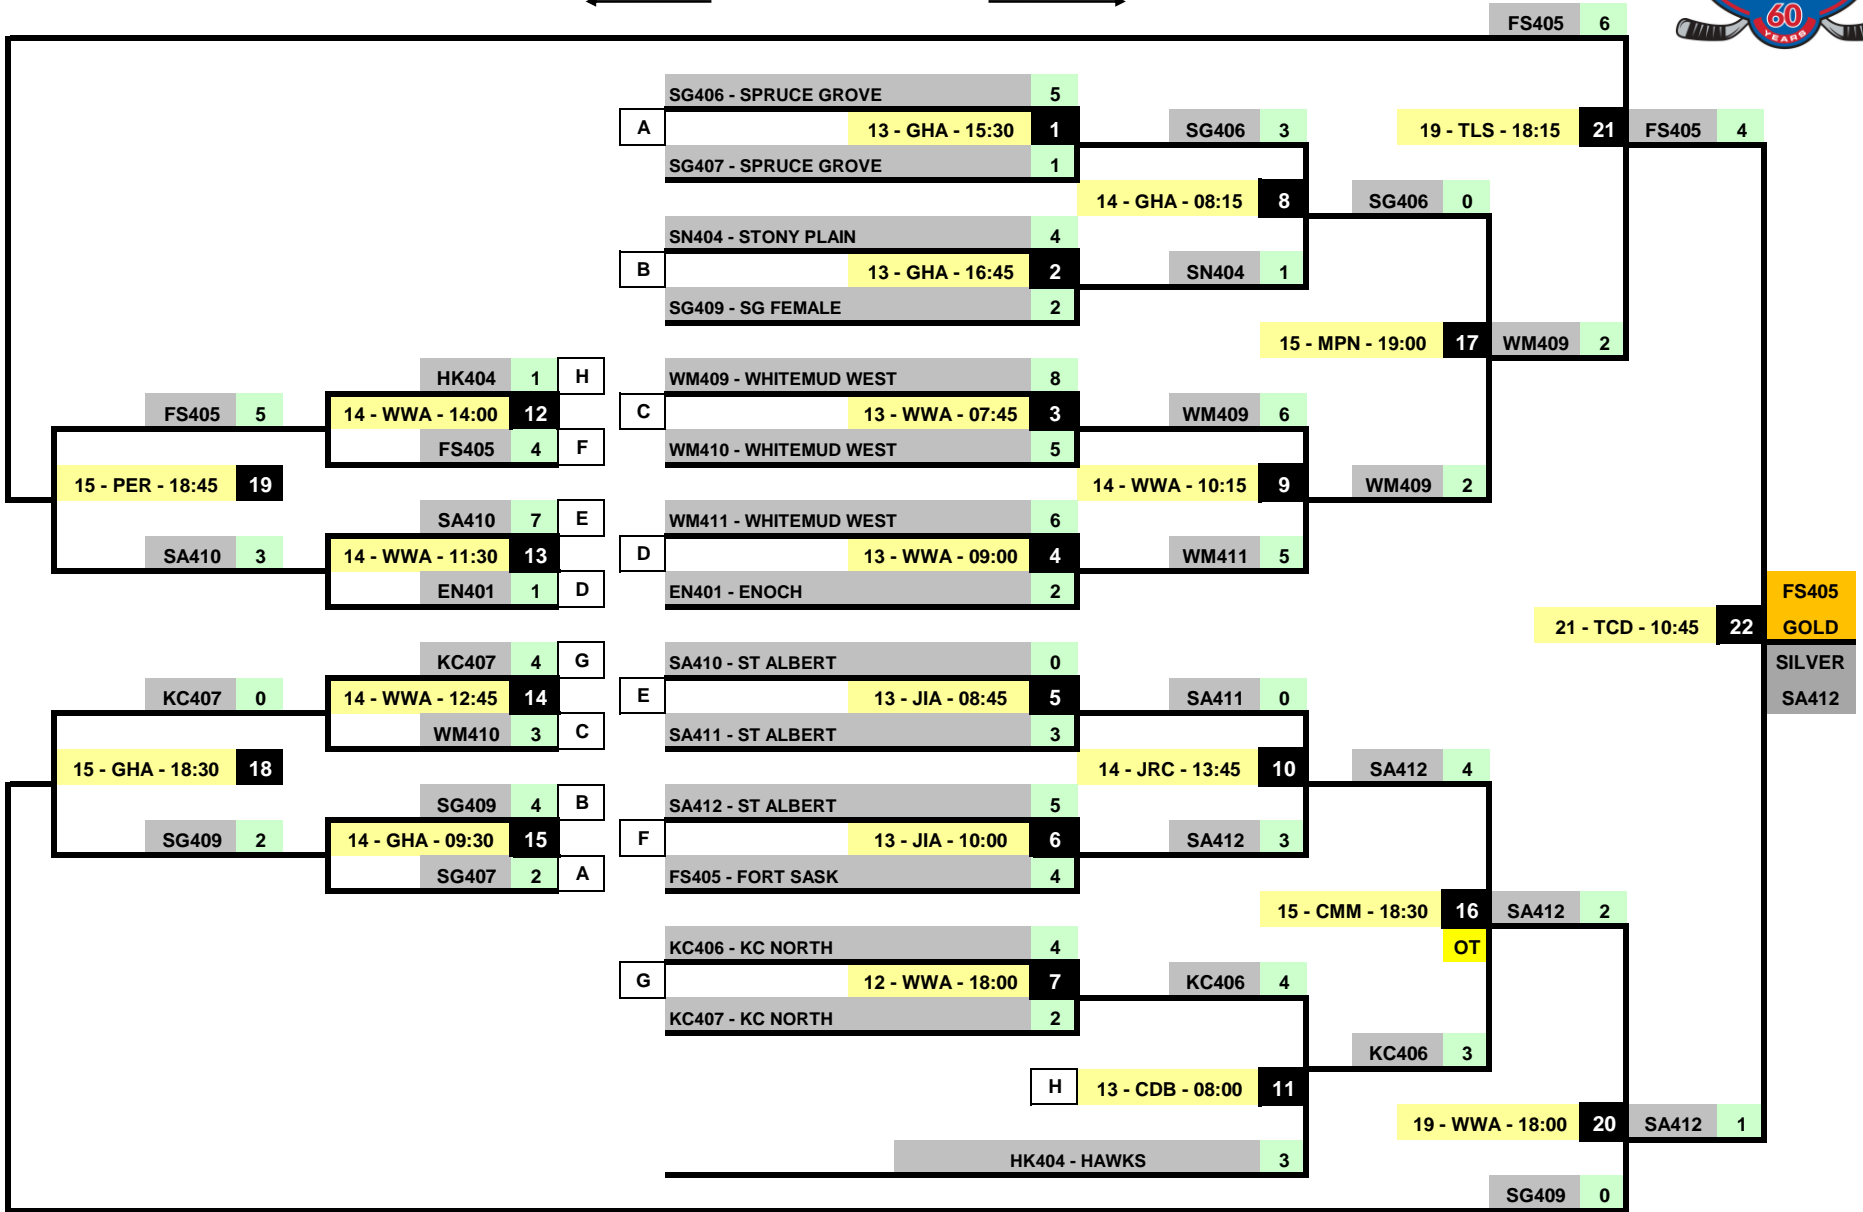 FS405 6
60
YEARS
SG406 - SPRUCE GROVE 5
A 13 - GHA - 15:30 1 SG406 3 19 - TLS - 18:15 21 FS405 4
SG407 - SPRUCE GROVE 1
14 - GHA - 08:15 8 SG406 0
SN404 - STONY PLAIN 4
B 13 - GHA - 16:45 2 SN404 1
SG409 - SG FEMALE 2
15 - MPN - 19:00 17 WM409 2
HK404 1 H WM409 - WHITEMUD WEST 8
FS405 5 14 - WWA - 14:00 12 C 13 - WWA - 07:45 3 WM409 6
FS405 4 F WM410 - WHITEMUD WEST 5
15 - PER - 18:45 19 14 - WWA - 10:15 9 WM409 2
SA410 7 E WM411 - WHITEMUD WEST 6
SA410 3 14 - WWA - 11:30 13 D 13 - WWA - 09:00 4 WM411 5
EN401 1 D EN401 - ENOCH 2 FS405
21 - TCD - 10:45 22 GOLD
KC407 4 G SA410 - ST ALBERT 0 SILVER
KC407 0 14 - WWA - 12:45 14 E 13 - JIA - 08:45 5 SA411 0 SA412
WM410 3 C SA411 - ST ALBERT 3
15 - GHA - 18:30 18 14 - JRC - 13:45 10 SA412 4
SG409 4 B SA412 - ST ALBERT 5
SG409 2 14 - GHA - 09:30 15 F 13 - JIA - 10:00 6 SA412 3
SG407 2 A FS405 - FORT SASK 4
15 - CMM - 18:30 16 SA412 2
KC406 - KC NORTH 4 OT
G 12 - WWA - 18:00 7 KC406 4
KC407 - KC NORTH 2
KC406 3
H 13 - CDB - 08:00 11
19 - WWA - 18:00 20 SA412 1
HK404 - HAWKS 3
SG409 0